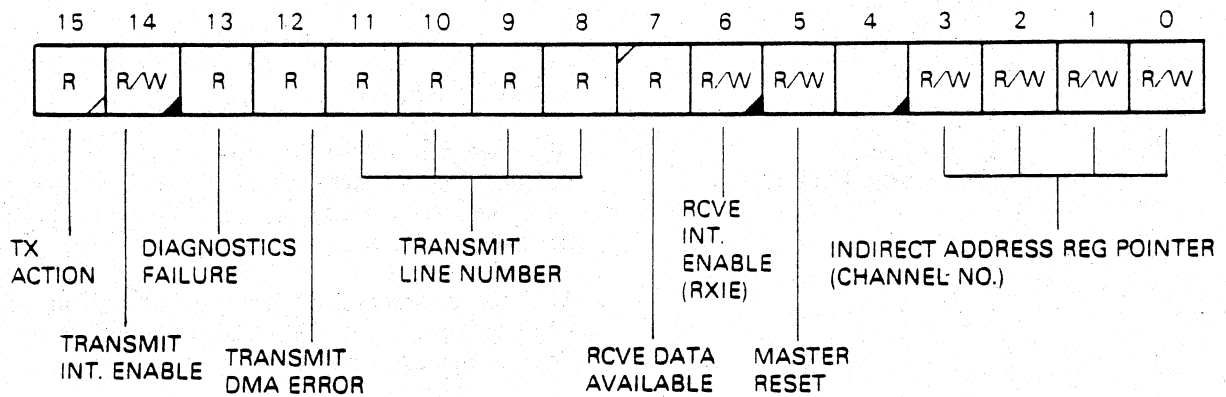 15 14 13 12 11 10 9 8 7 6 5 4 3 2 1 0
R R/W R R R R R R R R/W R/W R/W R/W R/W R/W
TX
ACTION
DIAGNOSTICS
FAILURE
TRANSMIT
LINE NUMBER
RCVE
INT.
ENABLE
(RXIE)
INDIRECT ADDRESS REG POINTER
(CHANNEL NO.)
TRANSMIT
INT. ENABLE
TRANSMIT
DMA ERROR
RCVE DATA
AVAILABLE
MASTER
RESET